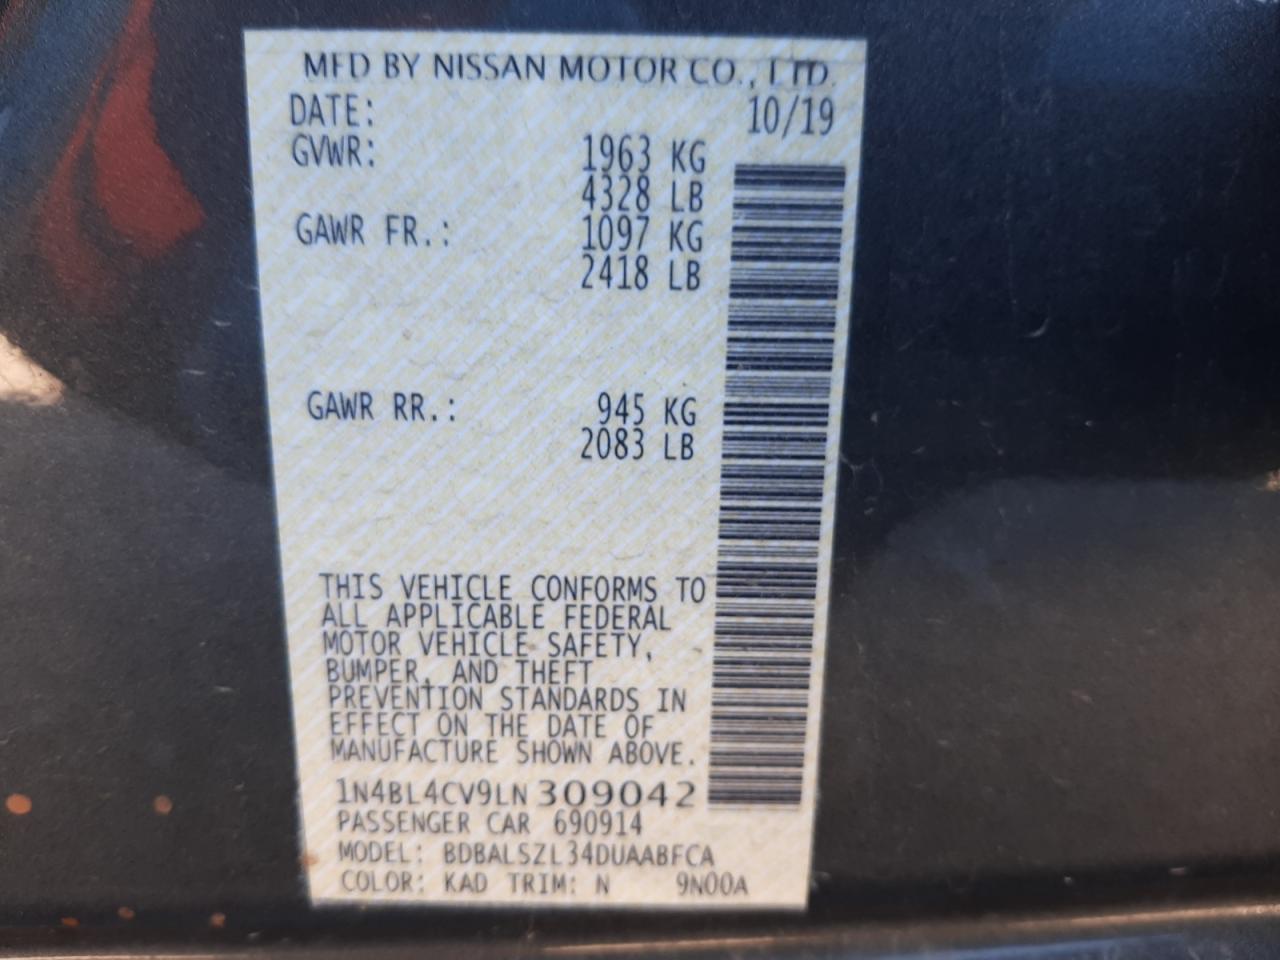 MFD BY NISSAN MOTOR CO., LTD.
DATE: 10/19
GVWR: 1963 KG
4328 LB
GAWR FR.: 1097 KG
2418 LB
GAWR RR.: 945 KG
2083 LB
THIS VEHICLE CONFORMS TO
ALL APPLICABLE FEDERAL
MOTOR VEHICLE SAFETY,
BUMPER, AND THEFT
PREVENTION STANDARDS IN
EFFECT ON THE DATE OF
MANUFACTURE SHOWN ABOVE.
1N4BL4CV9LN309042
PASSENGER CAR 690914
MODEL: BDBALSZL34DUAABFCA
COLOR: KAD TRIM: N 9N00A